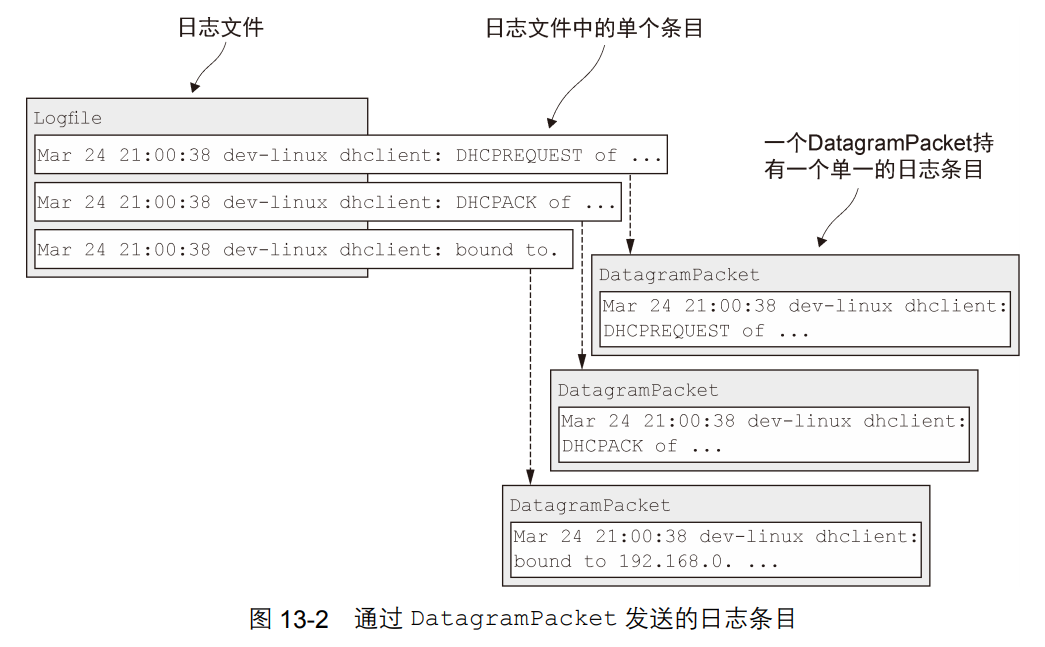 日志文件
日志文件中的单个条目
Logfile
Mar 24 21:00:38 dev-linux dhclient: DHCPREQUEST of ...
Mar 24 21:00:38 dev-linux dhclient: DHCPACK of ...
Mar 24 21:00:38 dev-linux dhclient: bound to.
一个DatagramPacket持
有一个单一的日志条目
DatagramPacket
Mar 24 21:00:38 dev-linux dhclient:
DHCPREQUEST of ...
DatagramPacket
Mar 24 21:00:38 dev-linux dhclient:
DHCPACK of ...
DatagramPacket
Mar 24 21:00:38 dev-linux dhclient:
bound to 192.168.0. ...
图 13-2 通过 DatagramPacket 发送的日志条目